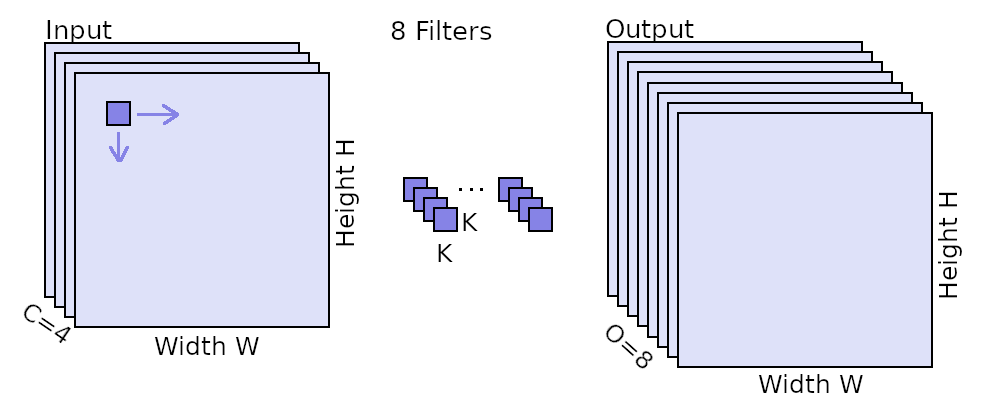 Input
8 Filters
Output
Height H
...
K
K
Height H
C=4
O=8
Width W
Width W